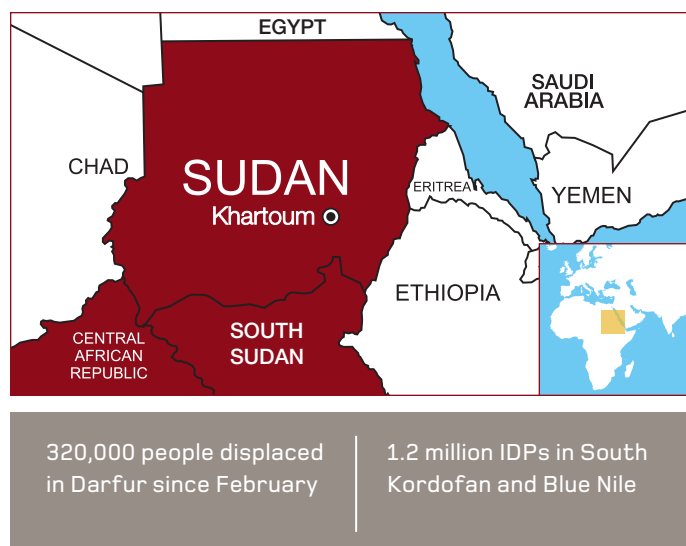 EGYPT
SAUDI
ARABIA
CHAD
SUDAN
ERITREA
YEMEN
Khartoum
ETHIOPIA
SOUTH
SUDAN
CENTRAL
AFRICAN
REPUBLIC
320,000 people displaced
in Darfur since February
1.2 million IDPs in South
Kordofan and Blue Nile